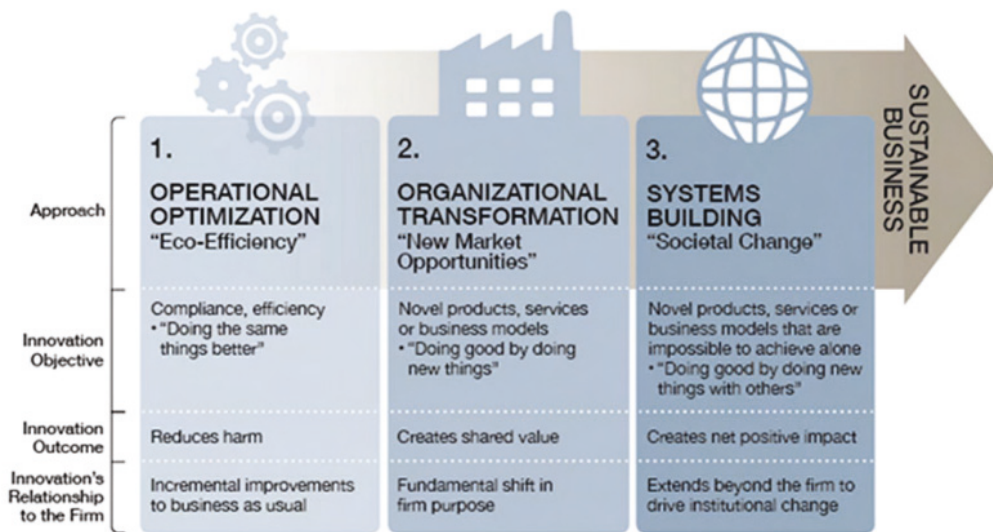 SUSTAINABLE
BUSINESS
Approach
1.
OPERATIONAL
OPTIMIZATION
“Eco-Efficiency”
2.
ORGANIZATIONAL
TRANSFORMATION
“New Market
Opportunities”
3.
SYSTEMS
BUILDING
“Societal Change”
Innovation
Objective
Compliance, efficiency
• “Doing the same
things better”
Novel products, services
or business models
• “Doing good by doing
new things”
Novel products, services or
business models that are
impossible to achieve alone
• “Doing good by doing new
things with others”
Innovation
Outcome
Reduces harm
Creates shared value
Creates net positive impact
Innovation's
Relationship
to the Firm
Incremental improvements
to business as usual
Fundamental shift in
firm purpose
Extends beyond the firm to
drive institutional change